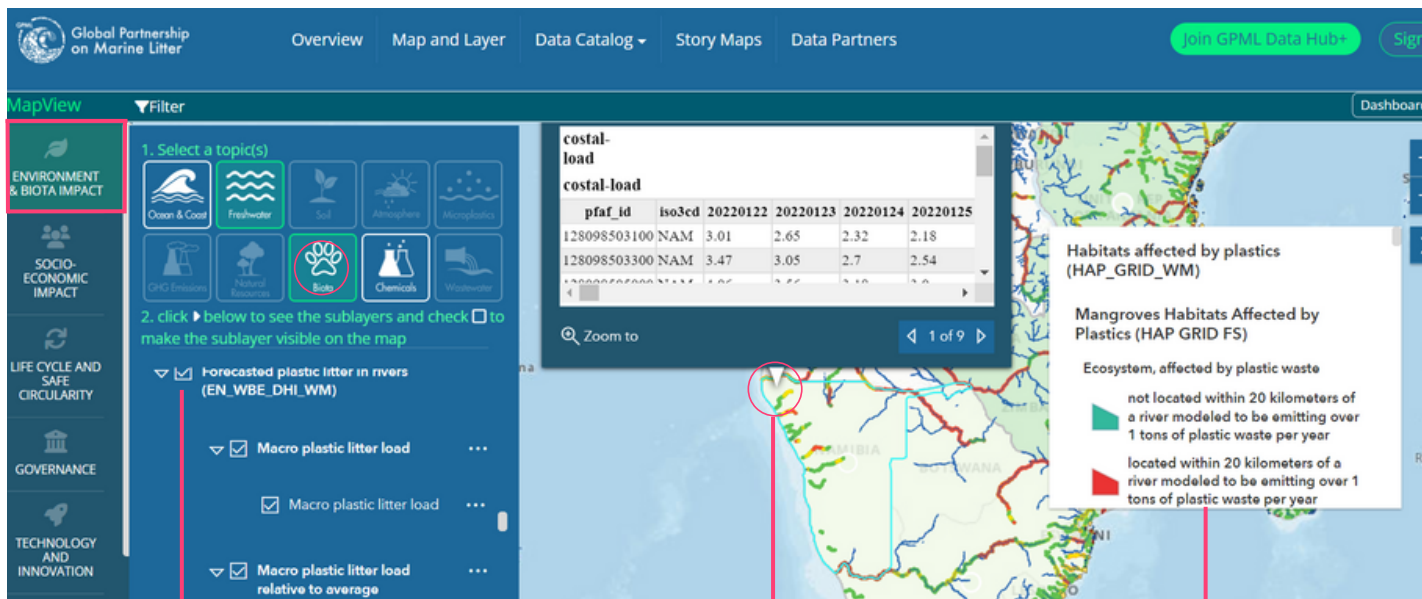 GPML
Global Partnership
on Marine Litter
Overview
Map and Layer
Data Catalog
Story Maps
Data Partners
Join GPML Data Hub+
Sign
MapView
Filter
Dashboard
ENVIRONMENT
& BIOTA IMPACT
SOCIO-
ECONOMIC
IMPACT
LIFE CYCLE AND
SAFE
CIRCULARITY
GOVERNANCE
TECHNOLOGY
AND
INNOVATION
1. Select a topic(s)
Ocean & Coast
Freshwater
Soil
Atmosphere
Microplastics
GHG Emissions
Natural
Resources
Biota
Chemicals
Wastewater
2. click below to see the sublayers and check to
make the sublayer visible on the map
Forecasted plastic litter in rivers
(EN_WBE_DHI_WM)
Macro plastic litter load
Macro plastic litter load
Macro plastic litter load
relative to average
costal-
load
costal-load
pfaf_id iso3cd 20220122 20220123 20220124 20220125
128098503100 NAM 3.01 2.65 2.32 2.18
128098503300 NAM 3.47 3.05 2.7 2.54
Zoom to
1 of 9
NAMIBIA
BOTSWANA
Habitats affected by plastics
(HAP_GRID_WM)
Mangroves Habitats Affected by
Plastics (HAP GRID FS)
Ecosystem, affected by plastic waste
not located within 20 kilometers of
a river modeled to be emitting over
1 tons of plastic waste per year
located within 20 kilometers of a
river modeled to be emitting over 1
tons of plastic waste per year